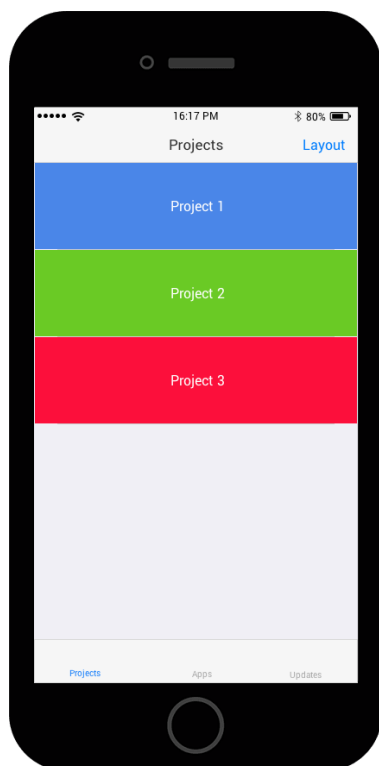 16:17 PM 80%
Projects Layout
Project 1
Project 2
Project 3
Projects Apps Updates